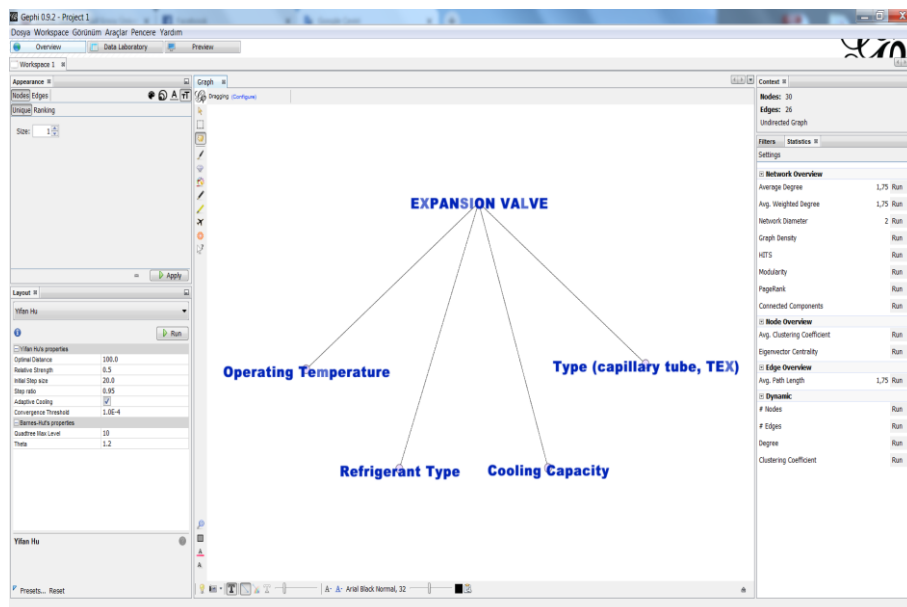 Gephi 0.9.2 - Project 1
Dosya Workspace Görünüm Araçlar Pencere Yardım
Overview Data Laboratory Preview
Workspace 1
Appearance
Nodes Edges
Unique Ranking
Size: 1
Apply
Layout
Yifan Hu
Run
Yifan Hu's properties
Optimal Distance 100.0
Relative Strength 0.5
Initial Step size 20.0
Step ratio 0.95
Adaptive Cooling
Convergence Threshold 1.0E-4
Barnes-Hut's properties
Quadtree Max Level 10
Theta 1.2
Yifan Hu
Presets... Reset
Graph
Dragging (Configure)
EXPANSION VALVE
Operating Temperature
Type (capillary tube, TEX)
Refrigerant Type
Cooling Capacity
A- A- Arial Black Normal, 32
Context
Nodes: 30
Edges: 26
Undirected Graph
Filters Statistics
Settings
Network Overview
Average Degree 1,75 Run
Avg. Weighted Degree 1,75 Run
Network Diameter 2 Run
Graph Density Run
HITS Run
Modularity Run
PageRank Run
Connected Components Run
Node Overview
Avg. Clustering Coefficient Run
Eigenvector Centrality Run
Edge Overview
Avg. Path Length 1,75 Run
Dynamic
# Nodes Run
# Edges Run
Degree Run
Clustering Coefficient Run